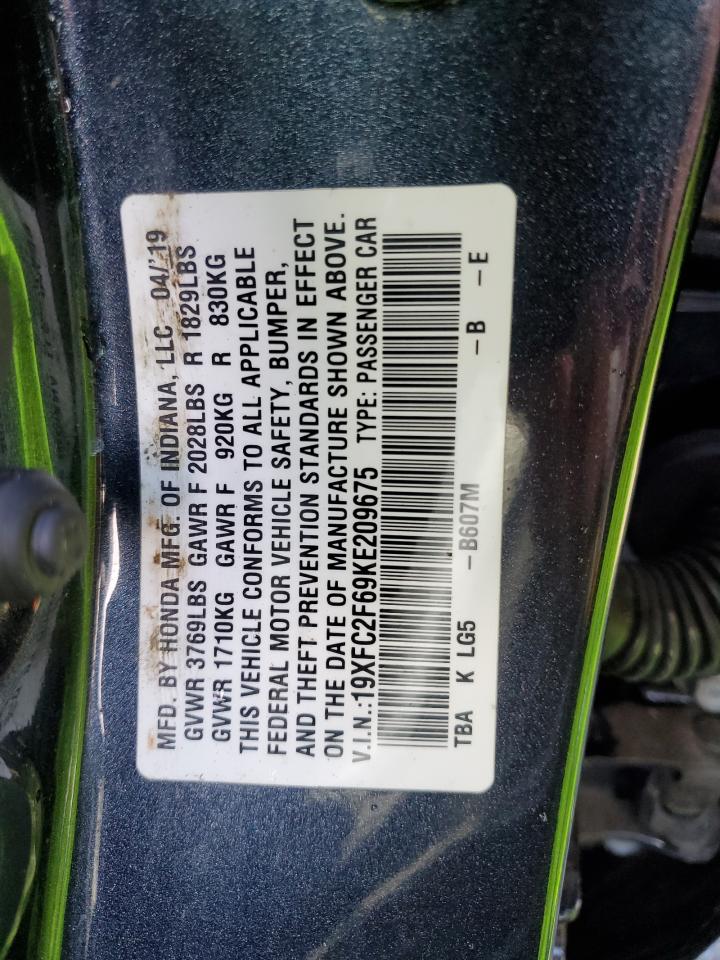 MFD. BY HONDA MFG. OF INDIANA, LLC 04/'19
GVWR 3769LBS GAWR F 2028LBS R 1829LBS
GVWR 1710KG GAWR F 920KG R 830KG
THIS VEHICLE CONFORMS TO ALL APPLICABLE
FEDERAL MOTOR VEHICLE SAFETY, BUMPER,
AND THEFT PREVENTION STANDARDS IN EFFECT
ON THE DATE OF MANUFACTURE SHOWN ABOVE.
V.I.N.:19XFC2F69KE209675 TYPE: PASSENGER CAR
TBA K LG5 –B607M –B –E